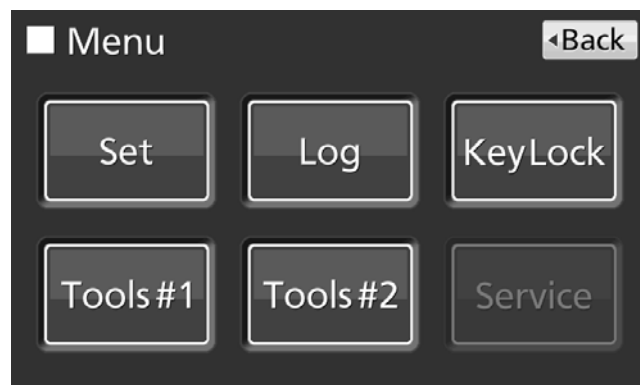 Menu
◂Back
Set
Log
KeyLock
Tools#1
Tools#2
Service